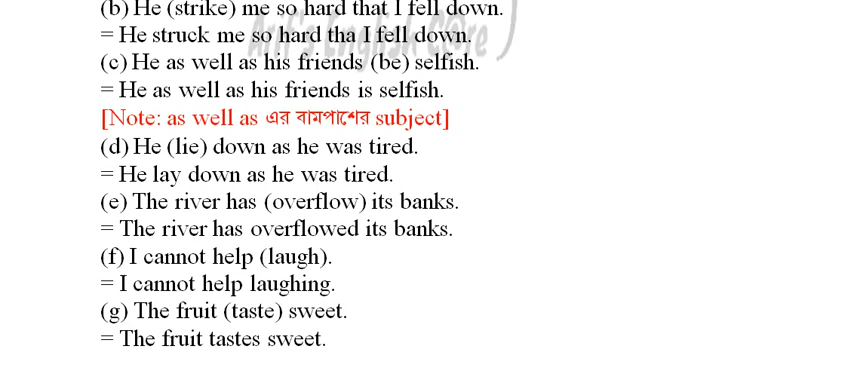 (b) He (strike) me so hard that I fell down.
= He struck me so hard tha I fell down.
(c) He as well as his friends (be) selfish.
= He as well as his friends is selfish.
[Note: as well as এর বামপাশের subject]
(d) He (lie) down as he was tired.
= He lay down as he was tired.
(e) The river has (overflow) its banks.
= The river has overflowed its banks.
(f) I cannot help (laugh).
= I cannot help laughing.
(g) The fruit (taste) sweet.
= The fruit tastes sweet.